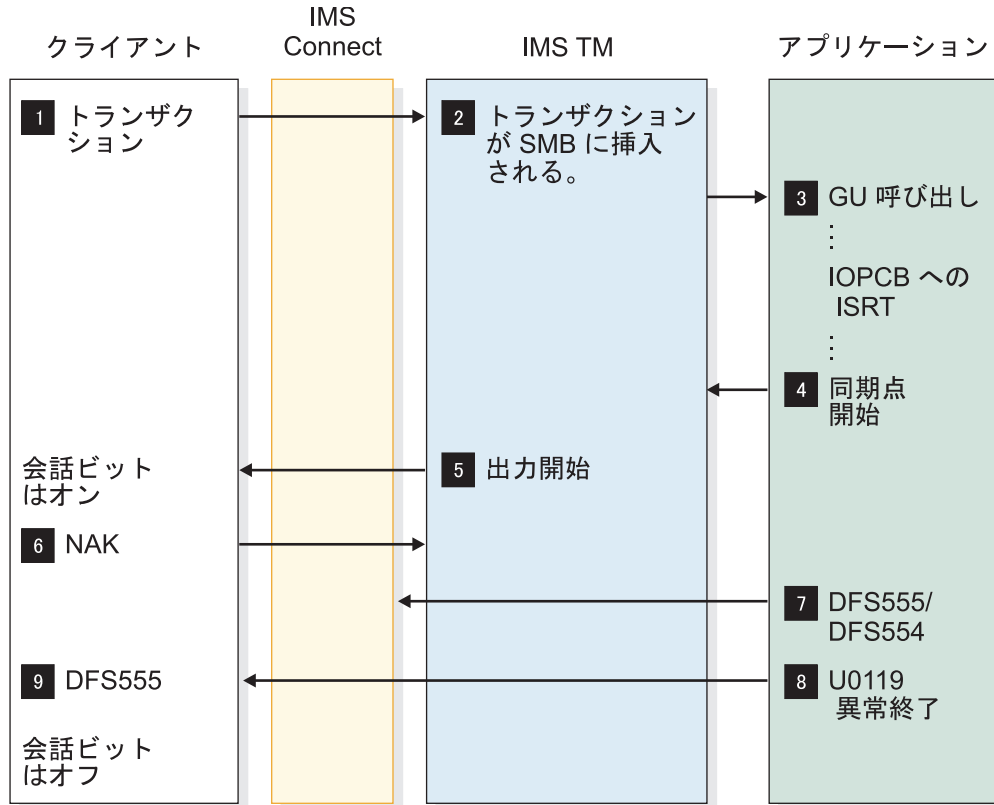 クライアント
IMS
Connect
IMS TM
アプリケーション
1 トランザク
ション
2 トランザクション
が SMB に挿入
される。
3 GU 呼び出し
⋮
IOPCB への
ISRT
⋮
4 同期点
開始
会話ビット
はオン
5 出力開始
6 NAK
7 DFS555/
DFS554
9 DFS555
8 U0119
異常終了
会話ビット
はオフ